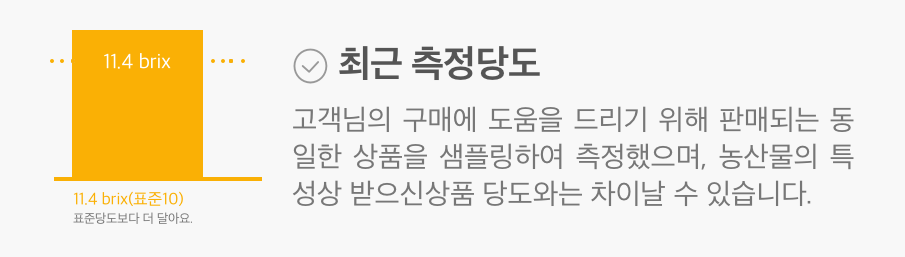 11.4 brix
11.4 brix(표준10)
표준당도보다 더 달아요.
최근 측정당도
고객님의 구매에 도움을 드리기 위해 판매되는 동
일한 상품을 샘플링하여 측정했으며, 농산물의 특
성상 받으신상품 당도와는 차이날 수 있습니다.